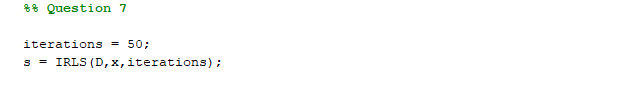 %% Question 7
iterations = 50;
s = IRLS(D,x,iterations);